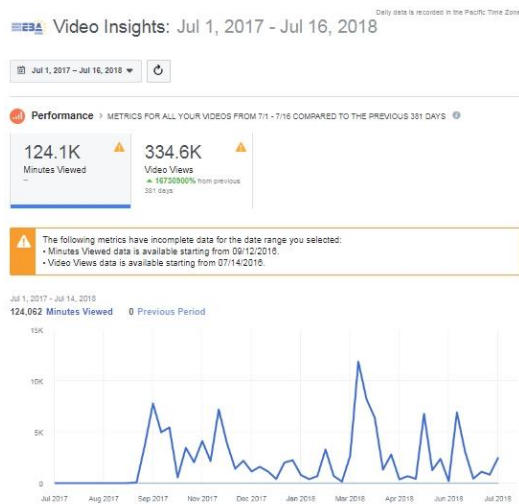 Daily data is recorded in the Pacific Time Zone
EBA Video Insights: Jul 1, 2017 - Jul 16, 2018
Jul 1, 2017 – Jul 16, 2018
Performance > METRICS FOR ALL YOUR VIDEOS FROM 7/1 - 7/16 COMPARED TO THE PREVIOUS 381 DAYS
124.1K
Minutes Viewed
–
334.6K
Video Views
16730900% from previous
381 days
The following metrics have incomplete data for the date range you selected:
• Minutes Viewed data is available starting from 09/12/2016.
• Video Views data is available starting from 07/14/2016.
Jul 1, 2017 - Jul 14, 2018
124,062 Minutes Viewed 0 Previous Period
15K
10K
5K
0
Jul 2017 Aug 2017 Sep 2017 Nov 2017 Dec 2017 Jan 2018 Mar 2018 Apr 2018 Jun 2018 Jul 2018